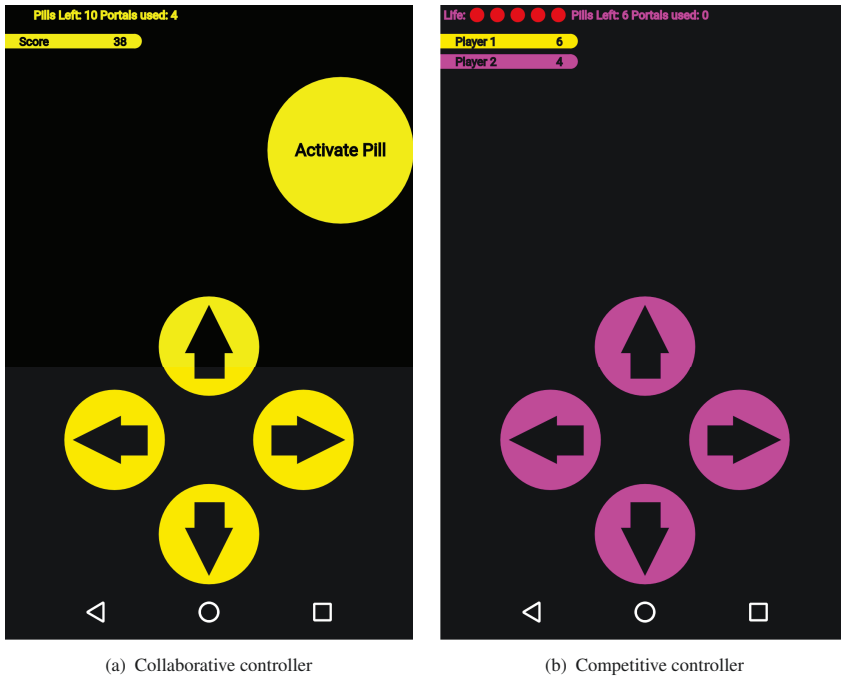 Pills Left: 10 Portals used: 4
Score 38
Activate Pill
(a) Collaborative controller
Life: Pills Left: 6 Portals used: 0
Player 1 6
Player 2 4
(b) Competitive controller